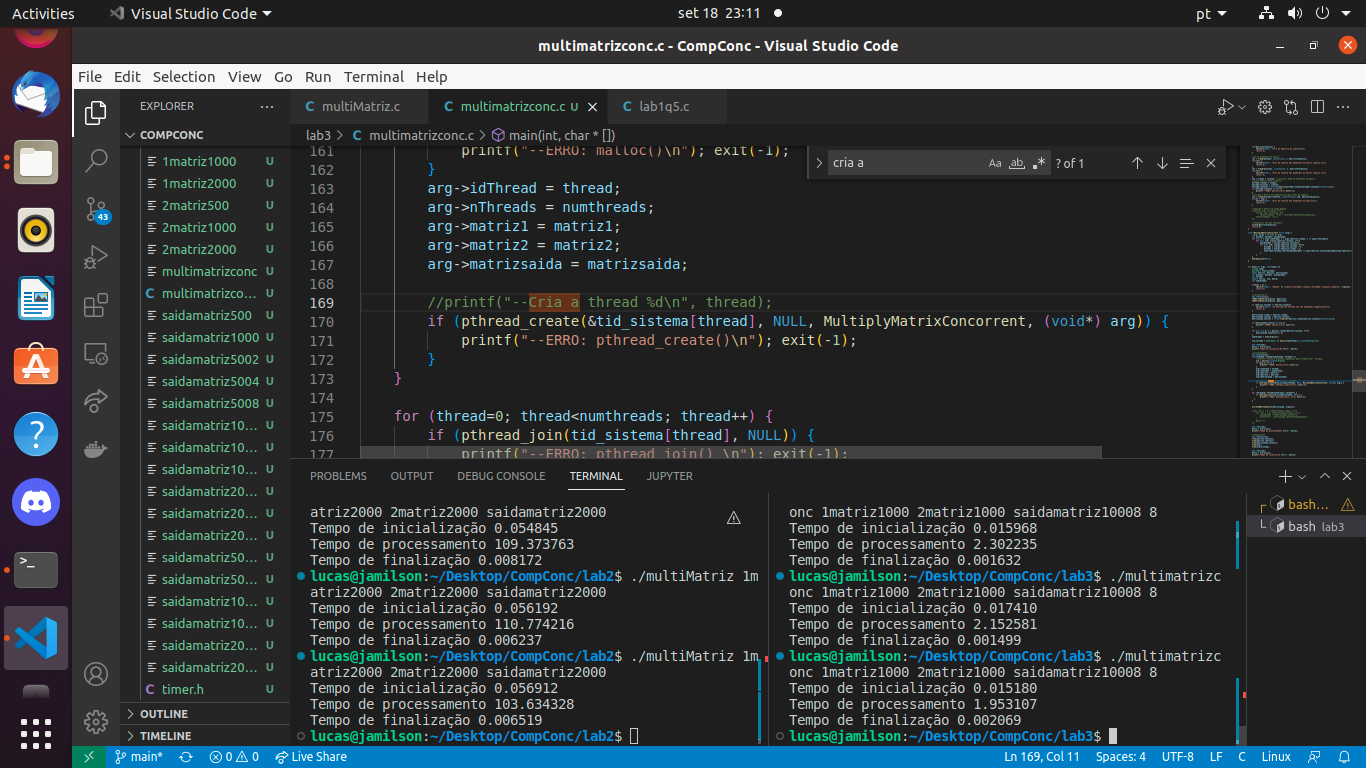 Activities
Visual Studio Code
set 18 23:11
pt
multimatrizconc.c - CompConc - Visual Studio Code
File Edit Selection View Go Run Terminal Help
EXPLORER
COMPCONC
1matriz1000 U
1matriz2000 U
2matriz500 U
2matriz1000 U
2matriz2000 U
multimatrizconc U
C multimatrizco... U
saidamatriz500 U
saidamatriz1000 U
saidamatriz5002 U
saidamatriz5004 U
saidamatriz5008 U
saidamatriz10... U
saidamatriz10... U
saidamatriz10... U
saidamatriz20... U
saidamatriz20... U
saidamatriz20... U
saidamatriz50... U
saidamatriz50... U
saidamatriz10... U
saidamatriz10... U
saidamatriz20... U
saidamatriz20... U
C timer.h U
OUTLINE
TIMELINE
43
C multiMatriz.c
C multimatrizconc.c U
C lab1q5.c
lab3 > C multimatrizconc.c > main(int, char * [])
cria a
Aa ab .*
? of 1
161 printf("--ERRO: malloc()\n"); exit(-1);
162 }
163 arg->idThread = thread;
164 arg->nThreads = numthreads;
165 arg->matriz1 = matriz1;
166 arg->matriz2 = matriz2;
167 arg->matrizsaida = matrizsaida;
168
169 //printf("--Cria a thread %d\n", thread);
170 if (pthread_create(&tid_sistema[thread], NULL, MultiplyMatrixConcorrent, (void*) arg)) {
171 printf("--ERRO: pthread_create()\n"); exit(-1);
172 }
173 }
174
175 for (thread=0; thread<numthreads; thread++) {
176 if (pthread_join(tid_sistema[thread], NULL)) {
177 printf("--ERRO: pthread_join() \n"); exit(-1);
PROBLEMS OUTPUT DEBUG CONSOLE TERMINAL JUPYTER
atriz2000 2matriz2000 saidamatriz2000
Tempo de inicialização 0.054845
Tempo de processamento 109.373763
Tempo de finalização 0.008172
lucas@jamilson:~/Desktop/CompConc/lab2$ ./multiMatriz 1m
atriz2000 2matriz2000 saidamatriz2000
Tempo de inicialização 0.056192
Tempo de processamento 110.774216
Tempo de finalização 0.006237
lucas@jamilson:~/Desktop/CompConc/lab2$ ./multiMatriz 1m
atriz2000 2matriz2000 saidamatriz2000
Tempo de inicialização 0.056912
Tempo de processamento 103.634328
Tempo de finalização 0.006519
lucas@jamilson:~/Desktop/CompConc/lab2$
onc 1matriz1000 2matriz1000 saidamatriz10008 8
Tempo de inicialização 0.015968
Tempo de processamento 2.302235
Tempo de finalização 0.001632
lucas@jamilson:~/Desktop/CompConc/lab3$ ./multimatrizc
onc 1matriz1000 2matriz1000 saidamatriz10008 8
Tempo de inicialização 0.017410
Tempo de processamento 2.152581
Tempo de finalização 0.001499
lucas@jamilson:~/Desktop/CompConc/lab3$ ./multimatrizc
onc 1matriz1000 2matriz1000 saidamatriz10008 8
Tempo de inicialização 0.015180
Tempo de processamento 1.953107
Tempo de finalização 0.002069
lucas@jamilson:~/Desktop/CompConc/lab3$
bash...
bash lab3
main* 0 0 Live Share
Ln 169, Col 11 Spaces: 4 UTF-8 LF C Linux